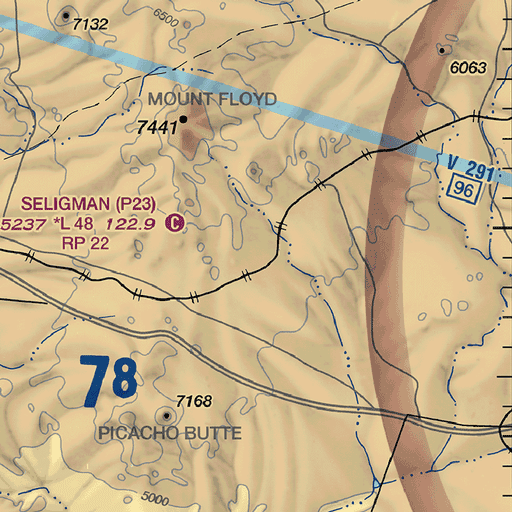 6500
7132
6063
MOUNT FLOYD
7441
V 291
96
SELIGMAN (P23)
5237 *L 48 122.9 C
RP 22
78
7168
PICACHO BUTTE
5000